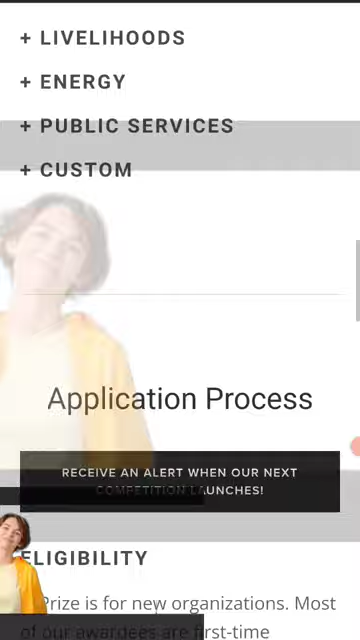 + LIVELIHOODS
+ ENERGY
+ PUBLIC SERVICES
+ CUSTOM
Application Process
RECEIVE AN ALERT WHEN OUR NEXT
COMPETITION LAUNCHES!
ELIGIBILITY
Prize is for new organizations. Most
of our awardees are first-time